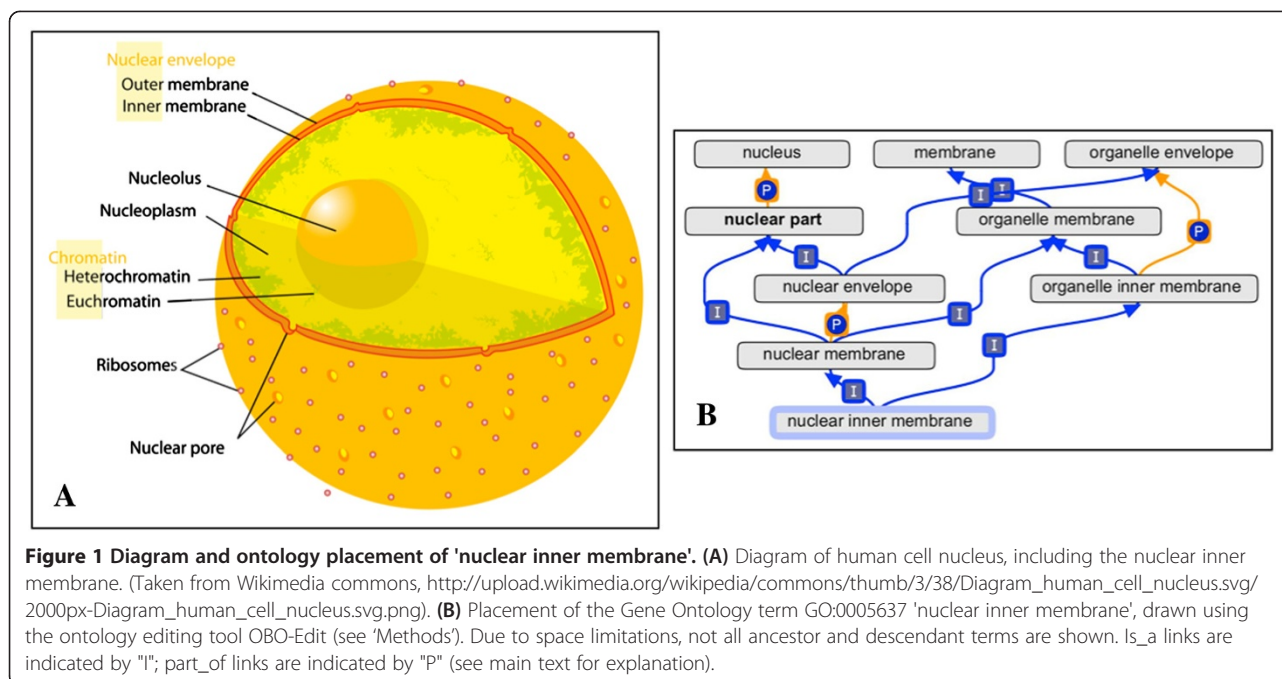 Nuclear envelope
Outer membrane
Inner membrane
Nucleolus
Nucleoplasm
Chromatin
Heterochromatin
Euchromatin
Ribosomes
Nuclear pore
A
nucleus
membrane
organelle envelope
P
I
I
nuclear part
organelle membrane
P
I
I
nuclear envelope
organelle inner membrane
I
P
I
I
nuclear membrane
I
nuclear inner membrane
B
Figure 1 Diagram and ontology placement of 'nuclear inner membrane'. (A) Diagram of human cell nucleus, including the nuclear inner
membrane. (Taken from Wikimedia commons, http://upload.wikimedia.org/wikipedia/commons/thumb/3/38/Diagram_human_cell_nucleus.svg/
2000px-Diagram_human_cell_nucleus.svg.png). (B) Placement of the Gene Ontology term GO:0005637 'nuclear inner membrane', drawn using
the ontology editing tool OBO-Edit (see ‘Methods’). Due to space limitations, not all ancestor and descendant terms are shown. Is_a links are
indicated by "I"; part_of links are indicated by "P" (see main text for explanation).